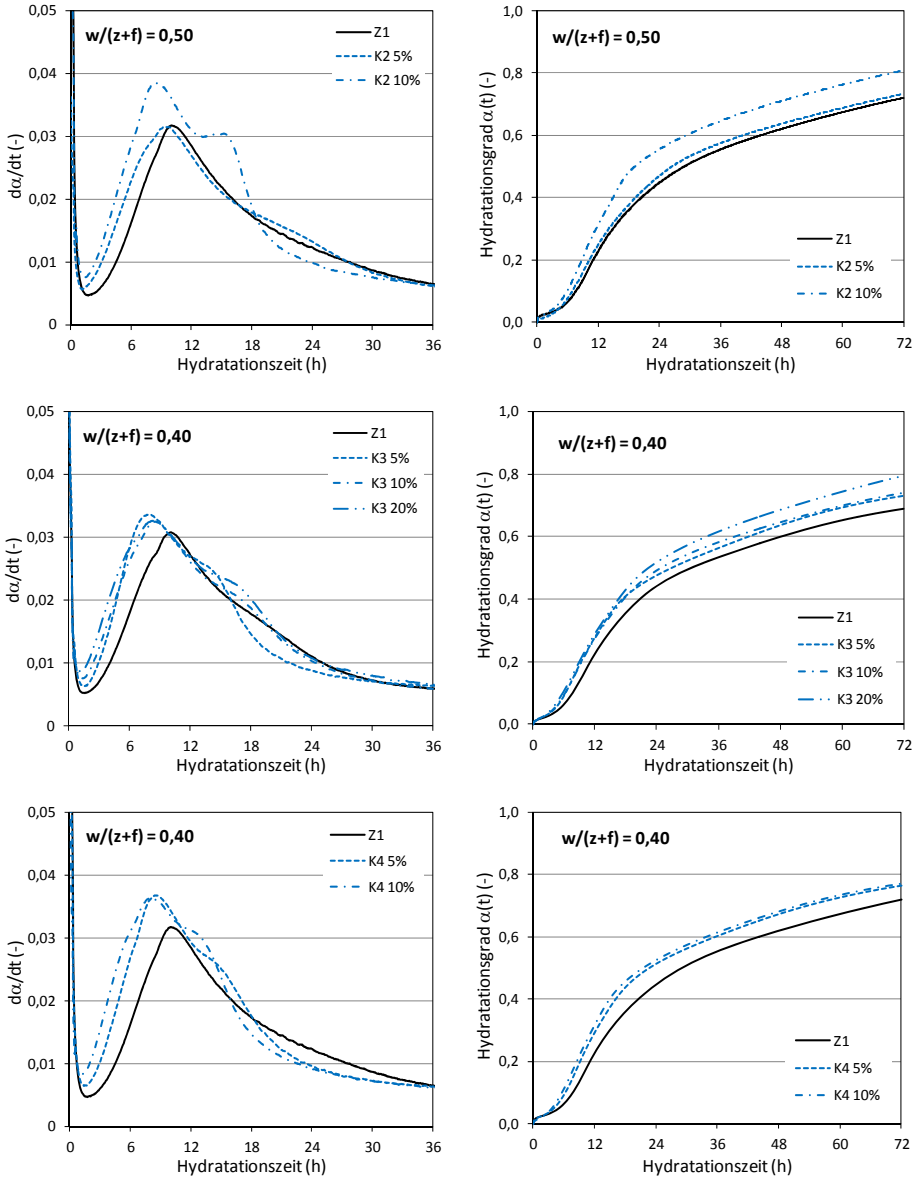 w/(z+f) = 0,50
Z1
K2 5%
K2 10%
0,05
0,04
0,03
0,02
0,01
0
dα/dt (-)
0 6 12 18 24 30 36
Hydratationszeit (h)
w/(z+f) = 0,50
Z1
K2 5%
K2 10%
1,0
0,8
0,6
0,4
0,2
0,0
Hydratationsgrad α(t) (-)
0 12 24 36 48 60 72
Hydratationszeit (h)
w/(z+f) = 0,40
Z1
K3 5%
K3 10%
K3 20%
0,05
0,04
0,03
0,02
0,01
0
dα/dt (-)
0 6 12 18 24 30 36
Hydratationszeit (h)
w/(z+f) = 0,40
Z1
K3 5%
K3 10%
K3 20%
1,0
0,8
0,6
0,4
0,2
0,0
Hydratationsgrad α(t) (-)
0 12 24 36 48 60 72
Hydratationszeit (h)
w/(z+f) = 0,40
Z1
K4 5%
K4 10%
0,05
0,04
0,03
0,02
0,01
0
dα/dt (-)
0 6 12 18 24 30 36
Hydratationszeit (h)
w/(z+f) = 0,40
Z1
K4 5%
K4 10%
1,0
0,8
0,6
0,4
0,2
0,0
Hydratationsgrad α(t) (-)
0 12 24 36 48 60 72
Hydratationszeit (h)